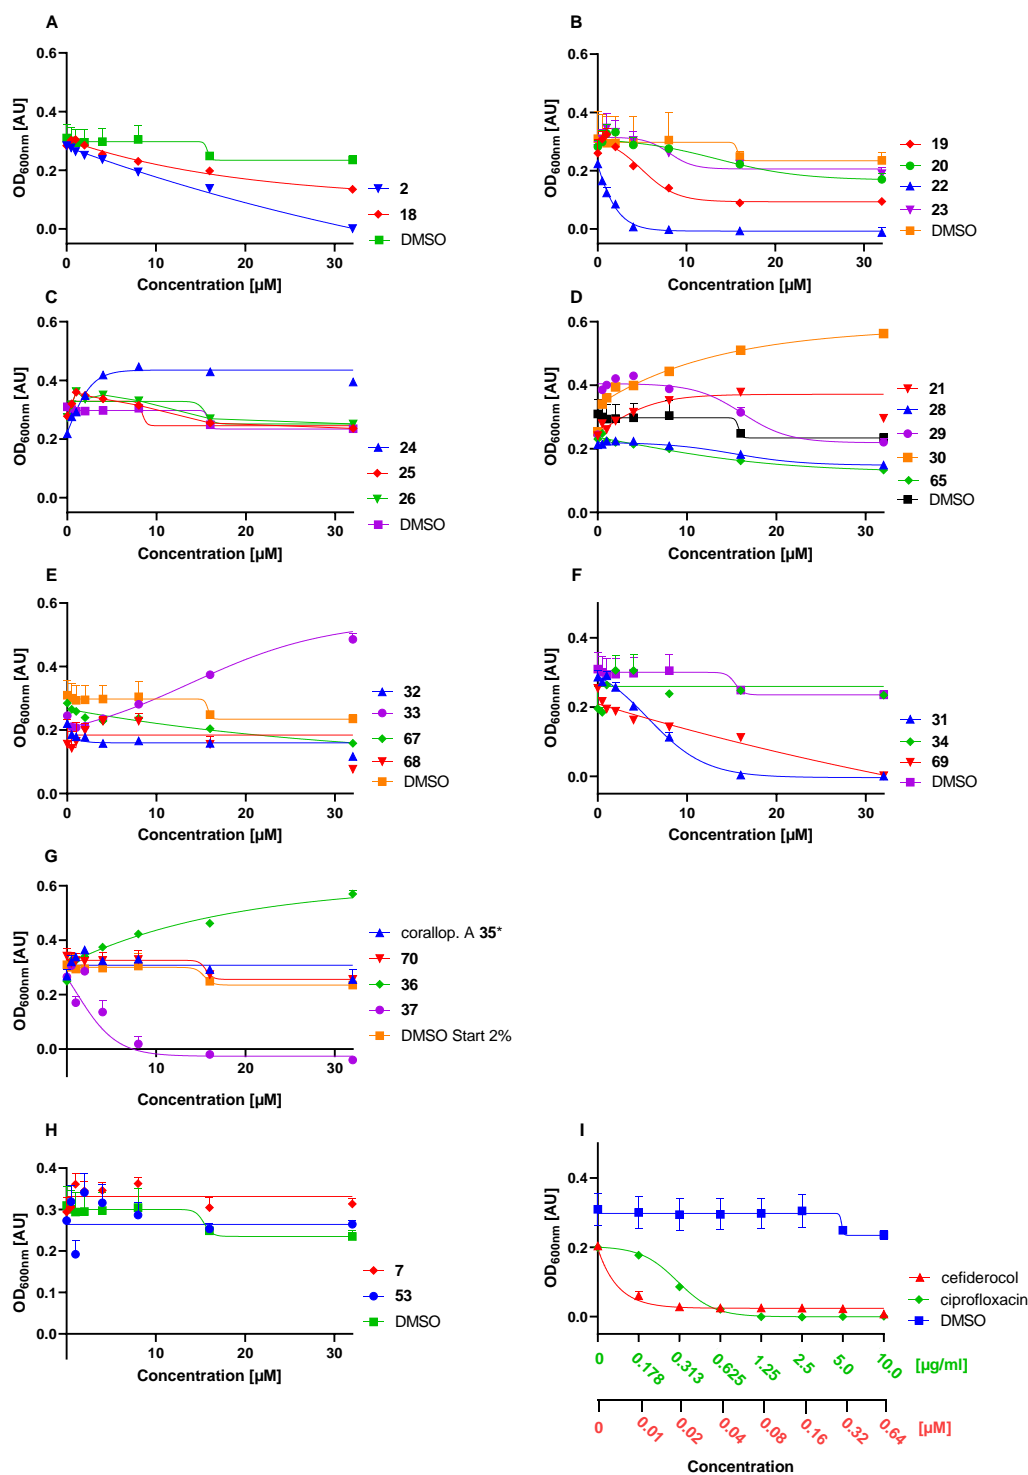 A
OD600nm [AU]
0.6
0.4
0.2
0.0
0
10
20
30
Concentration [µM]
2
18
DMSO
B
OD600nm [AU]
0.6
0.4
0.2
0.0
0
10
20
30
Concentration [µM]
19
20
22
23
DMSO
C
OD600nm [AU]
0.6
0.4
0.2
0.0
0
10
20
30
Concentration [µM]
24
25
26
DMSO
D
OD600nm [AU]
0.6
0.4
0.2
0.0
0
10
20
30
Concentration [µM]
21
28
29
30
65
DMSO
E
OD600nm [AU]
0.6
0.4
0.2
0.0
0
10
20
30
Concentration [µM]
32
33
67
68
DMSO
F
OD600nm [AU]
0.6
0.4
0.2
0.0
0
10
20
30
Concentration [µM]
31
34
69
DMSO
G
OD600nm [AU]
0.6
0.4
0.2
0.0
0
10
20
30
Concentration [µM]
corallop. A 35*
70
36
37
DMSO Start 2%
H
OD600nm [AU]
0.4
0.3
0.2
0.1
0.0
0
10
20
30
Concentration [µM]
7
53
DMSO
I
OD600nm [AU]
0.6
0.4
0.2
0.0
cefiderocol
ciprofloxacin
DMSO
0 0.178 0.313 0.625 1.25 2.5 5.0 10.0 [µg/ml]
0 0.01 0.02 0.04 0.08 0.16 0.32 0.64 [µM]
Concentration